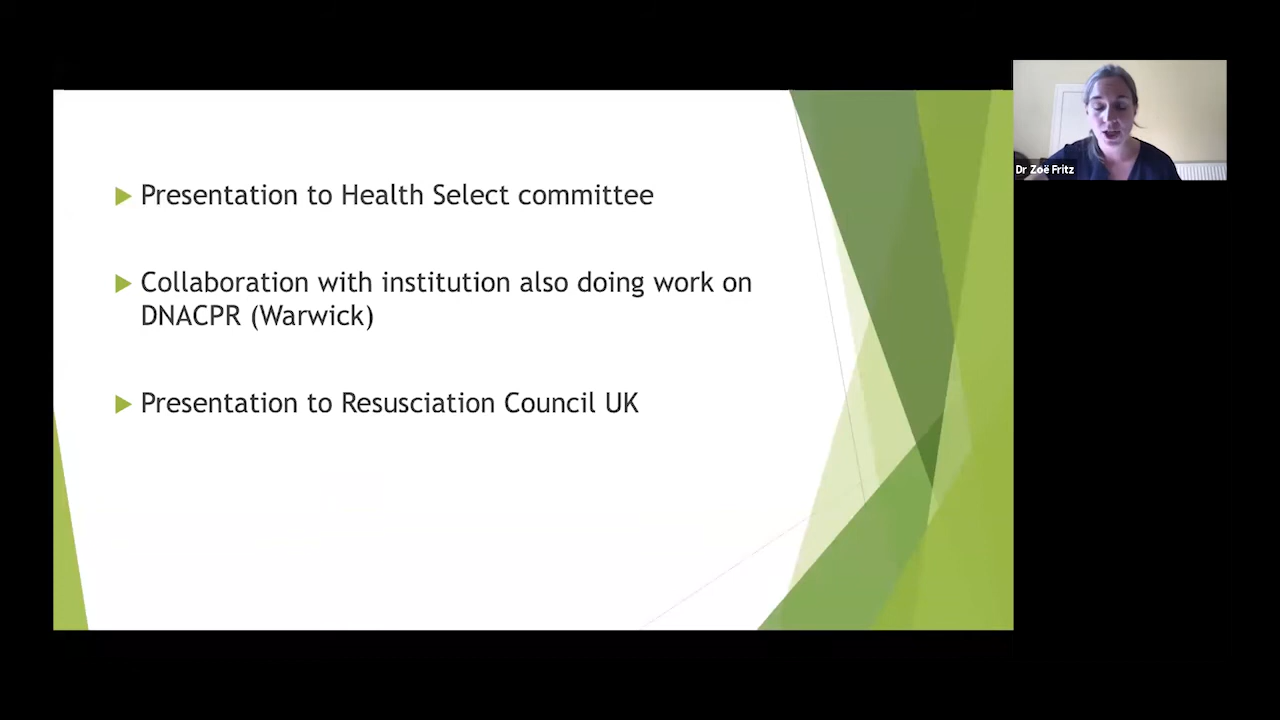 Presentation to Health Select committee
Collaboration with institution also doing work on
DNACPR (Warwick)
Presentation to Resusciation Council UK
Dr Zoë Fritz